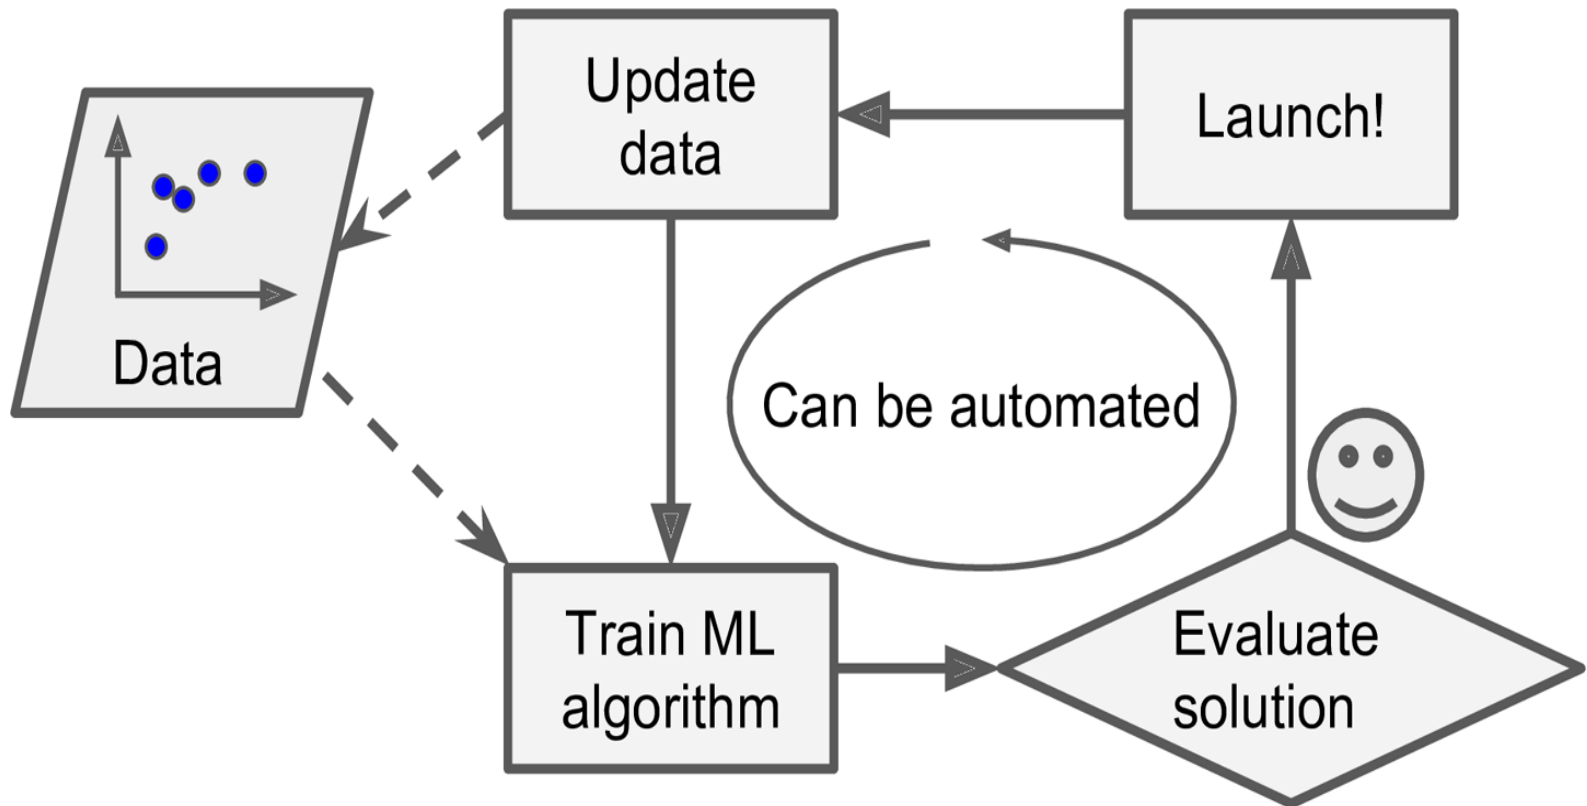 Update
data
Launch!
Data
Can be automated
Train ML
algorithm
Evaluate
solution